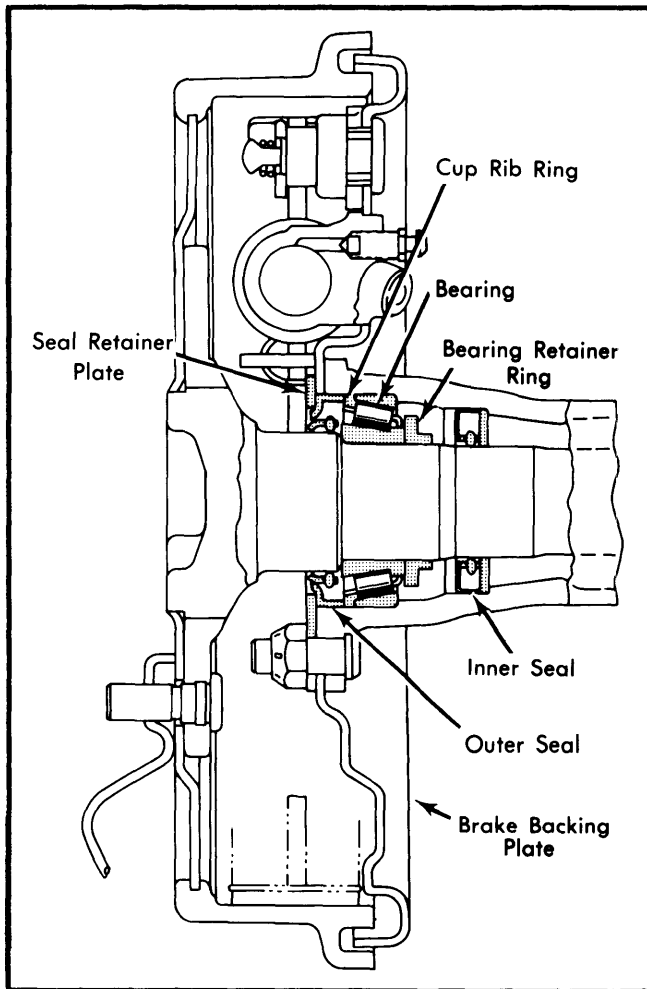 Cup Rib Ring
Bearing
Seal Retainer
Plate
Bearing Retainer
Ring
Inner Seal
Outer Seal
Brake Backing
Plate